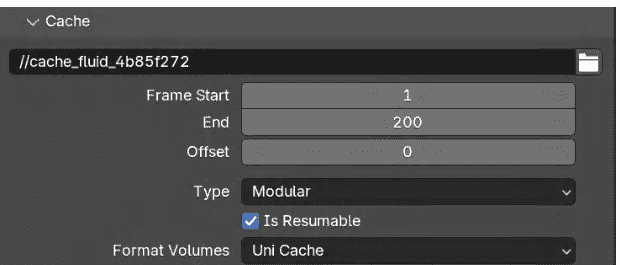 Cache
//cache_fluid_4b85f272
Frame Start 1
End 200
Offset 0
Type Modular
Is Resumable
Format Volumes Uni Cache